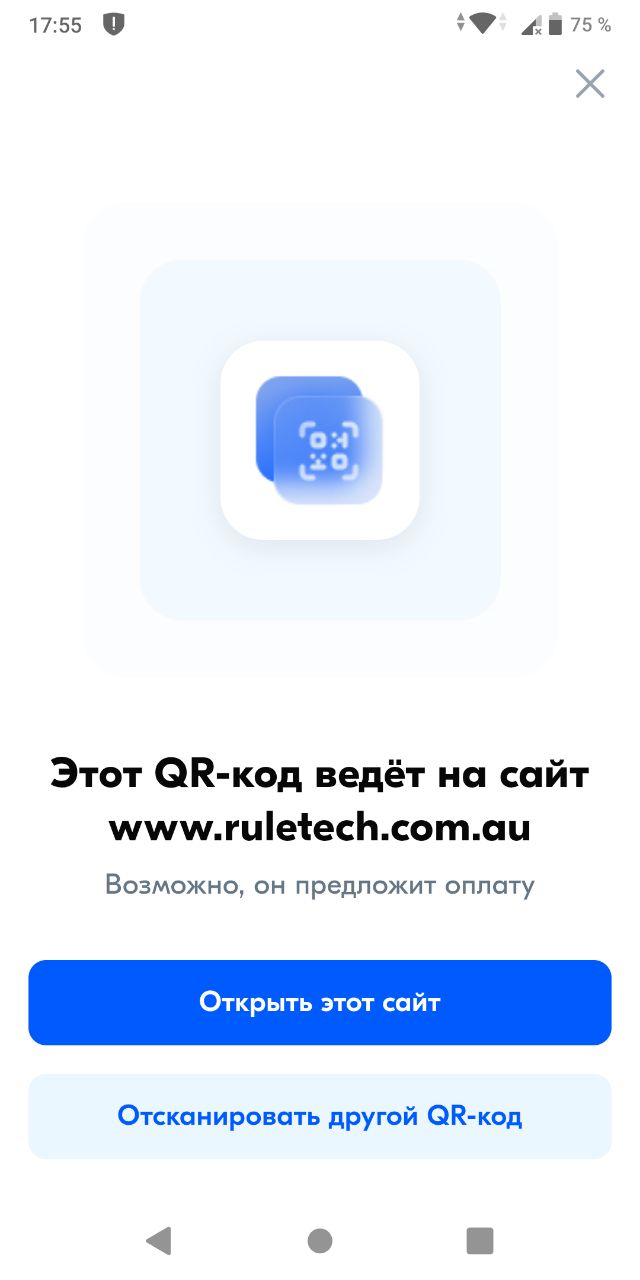 17:55
75 %
Этот QR-код ведёт на сайт
www.ruletech.com.au
Возможно, он предложит оплату
Открыть этот сайт
Отсканировать другой QR-код